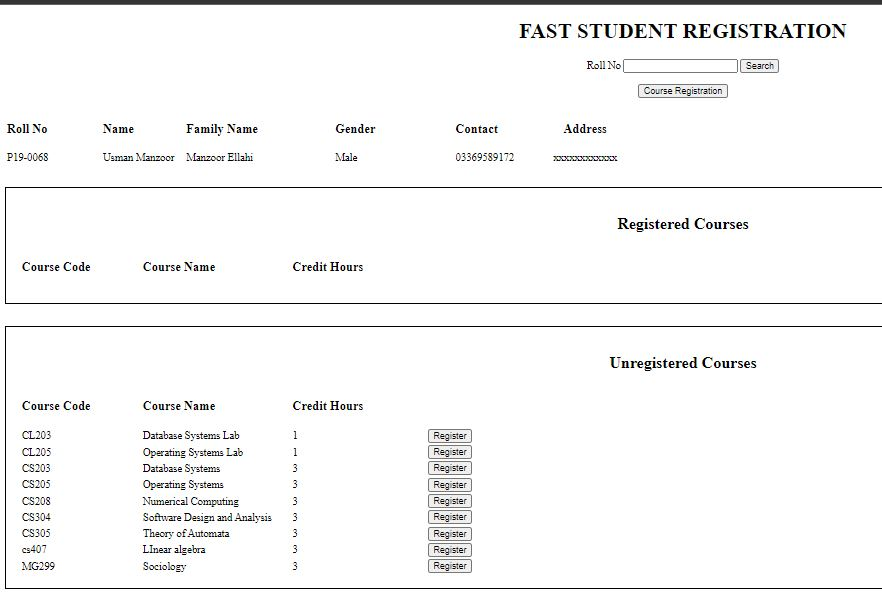 FAST STUDENT REGISTRATION
Roll No Search
Course Registration
Roll No Name Family Name Gender Contact Address
P19-0068 Usman Manzoor Manzoor Ellahi Male 03369589172 xxxxxxxxxxxx
Registered Courses
Course Code Course Name Credit Hours
Unregistered Courses
Course Code Course Name Credit Hours
CL203 Database Systems Lab 1 Register
CL205 Operating Systems Lab 1 Register
CS203 Database Systems 3 Register
CS205 Operating Systems 3 Register
CS208 Numerical Computing 3 Register
CS304 Software Design and Analysis 3 Register
CS305 Theory of Automata 3 Register
cs407 LInear algebra 3 Register
MG299 Sociology 3 Register